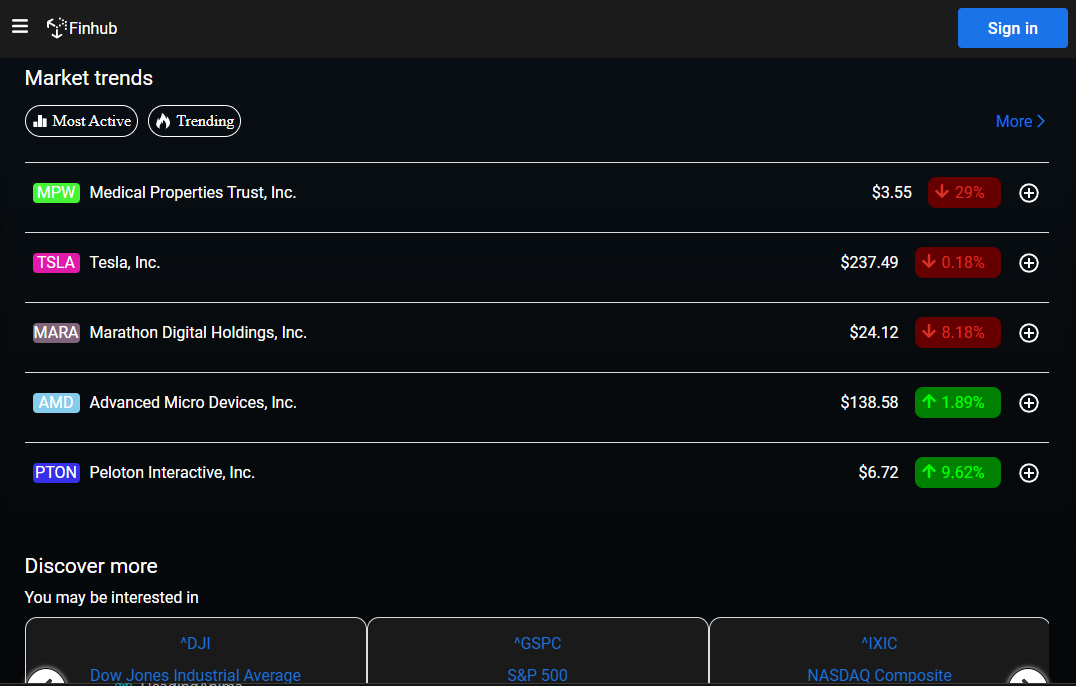 Finhub
Sign in
Market trends
Most Active
Trending
More
MPW Medical Properties Trust, Inc. $3.55 29%
TSLA Tesla, Inc. $237.49 0.18%
MARA Marathon Digital Holdings, Inc. $24.12 8.18%
AMD Advanced Micro Devices, Inc. $138.58 1.89%
PTON Peloton Interactive, Inc. $6.72 9.62%
Discover more
You may be interested in
^DJI ^GSPC ^IXIC
Dow Jones Industrial Average S&P 500 NASDAQ Composite